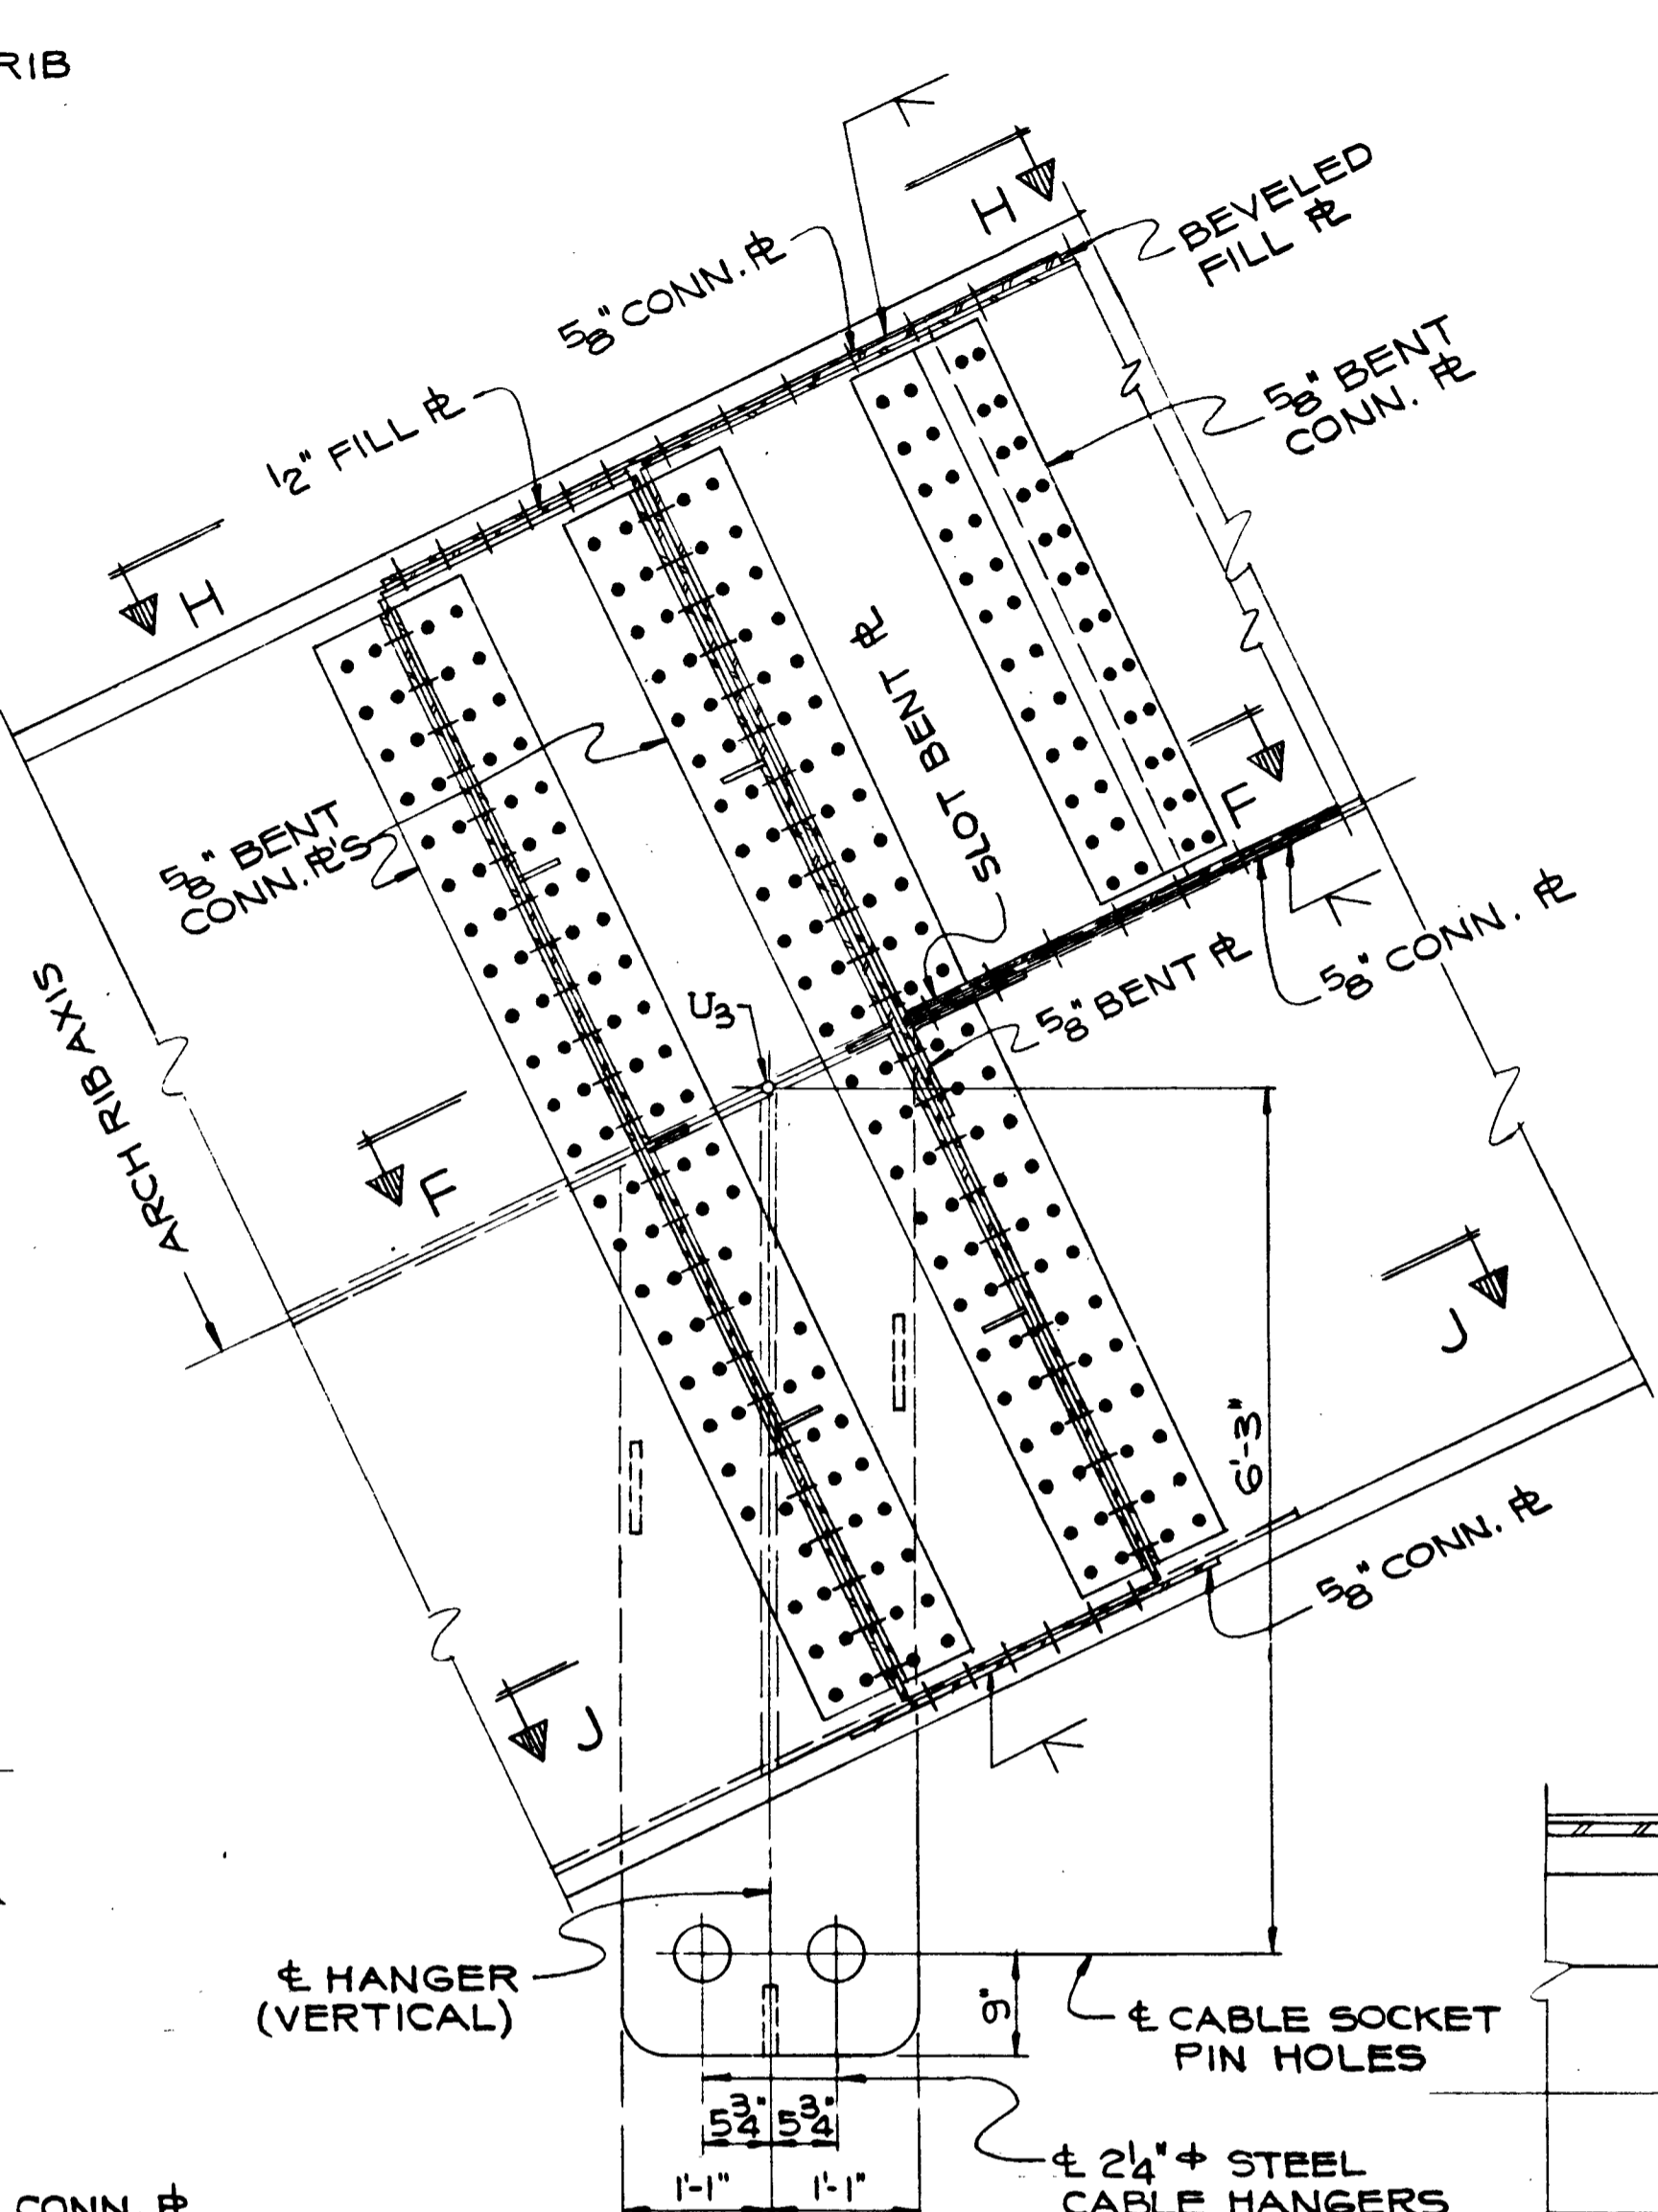 RIB
H
BEVELED
FILL ⅊
5/8" CONN. ⅊
5/8" BENT
CONN. ⅊
1/2" FILL ⅊
H
SLOT BENT ⅊
F
5/8" BENT
CONN. ⅊'S
5/8" CONN. ⅊
5/8" BENT ⅊
U3
ARCH RIB AXIS
F
J
6'-3"
5/8" CONN. ⅊
J
℄ HANGER
(VERTICAL)
9"
℄ CABLE SOCKET
PIN HOLES
5 3/4" 5 3/4"
℄ 2 1/4" ϕ STEEL
CABLE HANGERS
1'-1" 1'-1"
CONN. ⅊